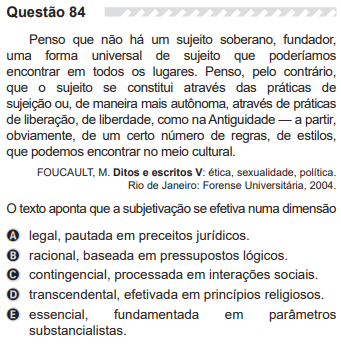 Questão 84
Penso que não há um sujeito soberano, fundador,
uma forma universal de sujeito que poderíamos
encontrar em todos os lugares. Penso, pelo contrário,
que o sujeito se constitui através das práticas de
sujeição ou, de maneira mais autônoma, através de práticas
de liberação, de liberdade, como na Antiguidade — a partir,
obviamente, de um certo número de regras, de estilos,
que podemos encontrar no meio cultural.
FOUCAULT, M. Ditos e escritos V: ética, sexualidade, política.
Rio de Janeiro: Forense Universitária, 2004.
O texto aponta que a subjetivação se efetiva numa dimensão
A legal, pautada em preceitos jurídicos.
B racional, baseada em pressupostos lógicos.
C contingencial, processada em interações sociais.
D transcendental, efetivada em princípios religiosos.
E essencial, fundamentada em parâmetros
substancialistas.